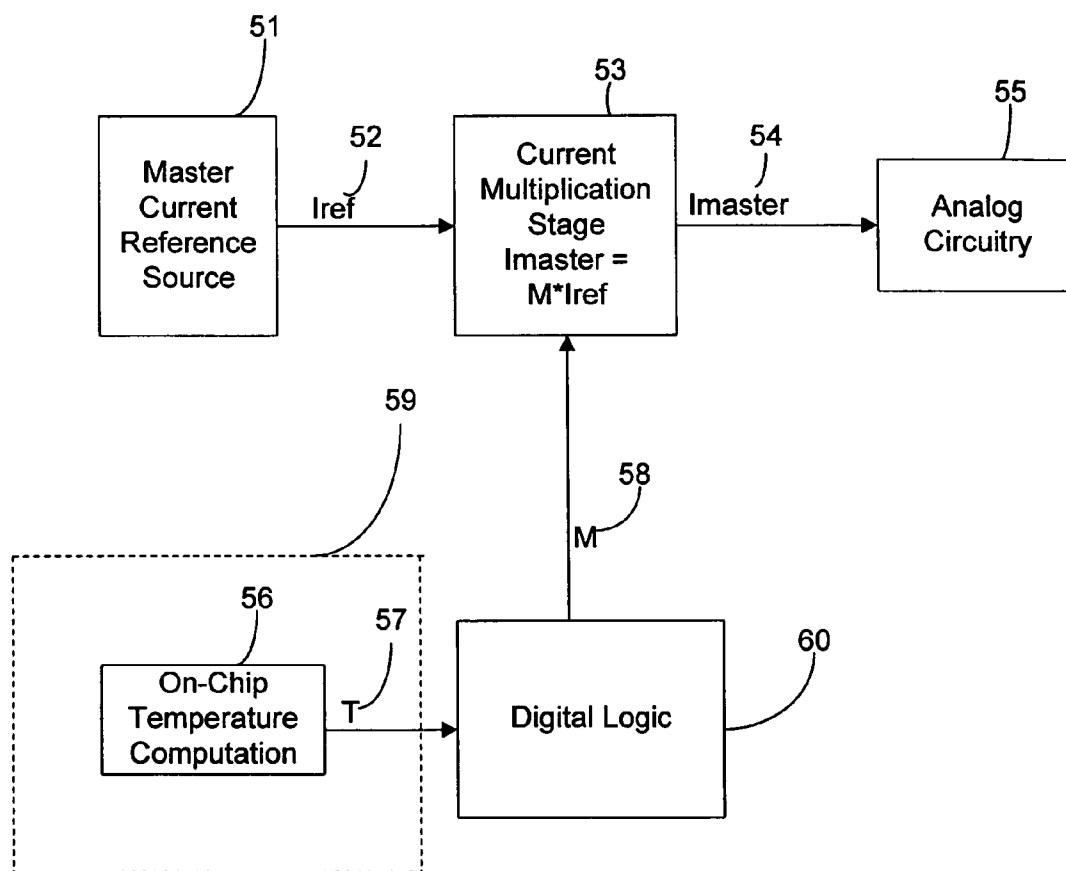 51
53
55
52
54
Master
Current
Reference
Source
Iref
Current
Multiplication
Stage
Imaster =
M*Iref
Imaster
Analog
Circuitry
59
58
M
56
57
60
On-Chip
Temperature
Computation
T
Digital Logic